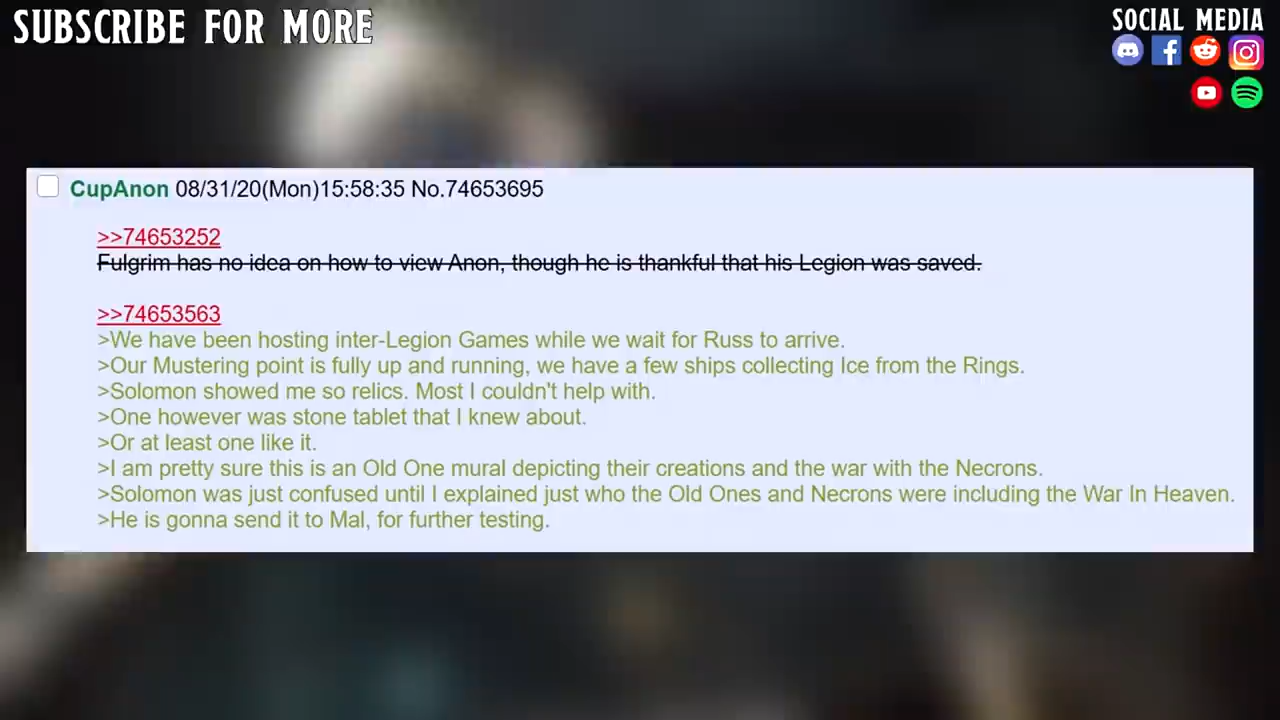 SUBSCRIBE FOR MORE
SOCIAL MEDIA
CupAnon 08/31/20(Mon)15:58:35 No.74653695
>>74653252
Fulgrim has no idea on how to view Anon, though he is thankful that his Legion was saved.
>>74653563
>We have been hosting inter-Legion Games while we wait for Russ to arrive.
>Our Mustering point is fully up and running, we have a few ships collecting Ice from the Rings.
>Solomon showed me so relics. Most I couldn't help with.
>One however was stone tablet that I knew about.
>Or at least one like it.
>I am pretty sure this is an Old One mural depicting their creations and the war with the Necrons.
>Solomon was just confused until I explained just who the Old Ones and Necrons were including the War In Heaven.
>He is gonna send it to Mal, for further testing.